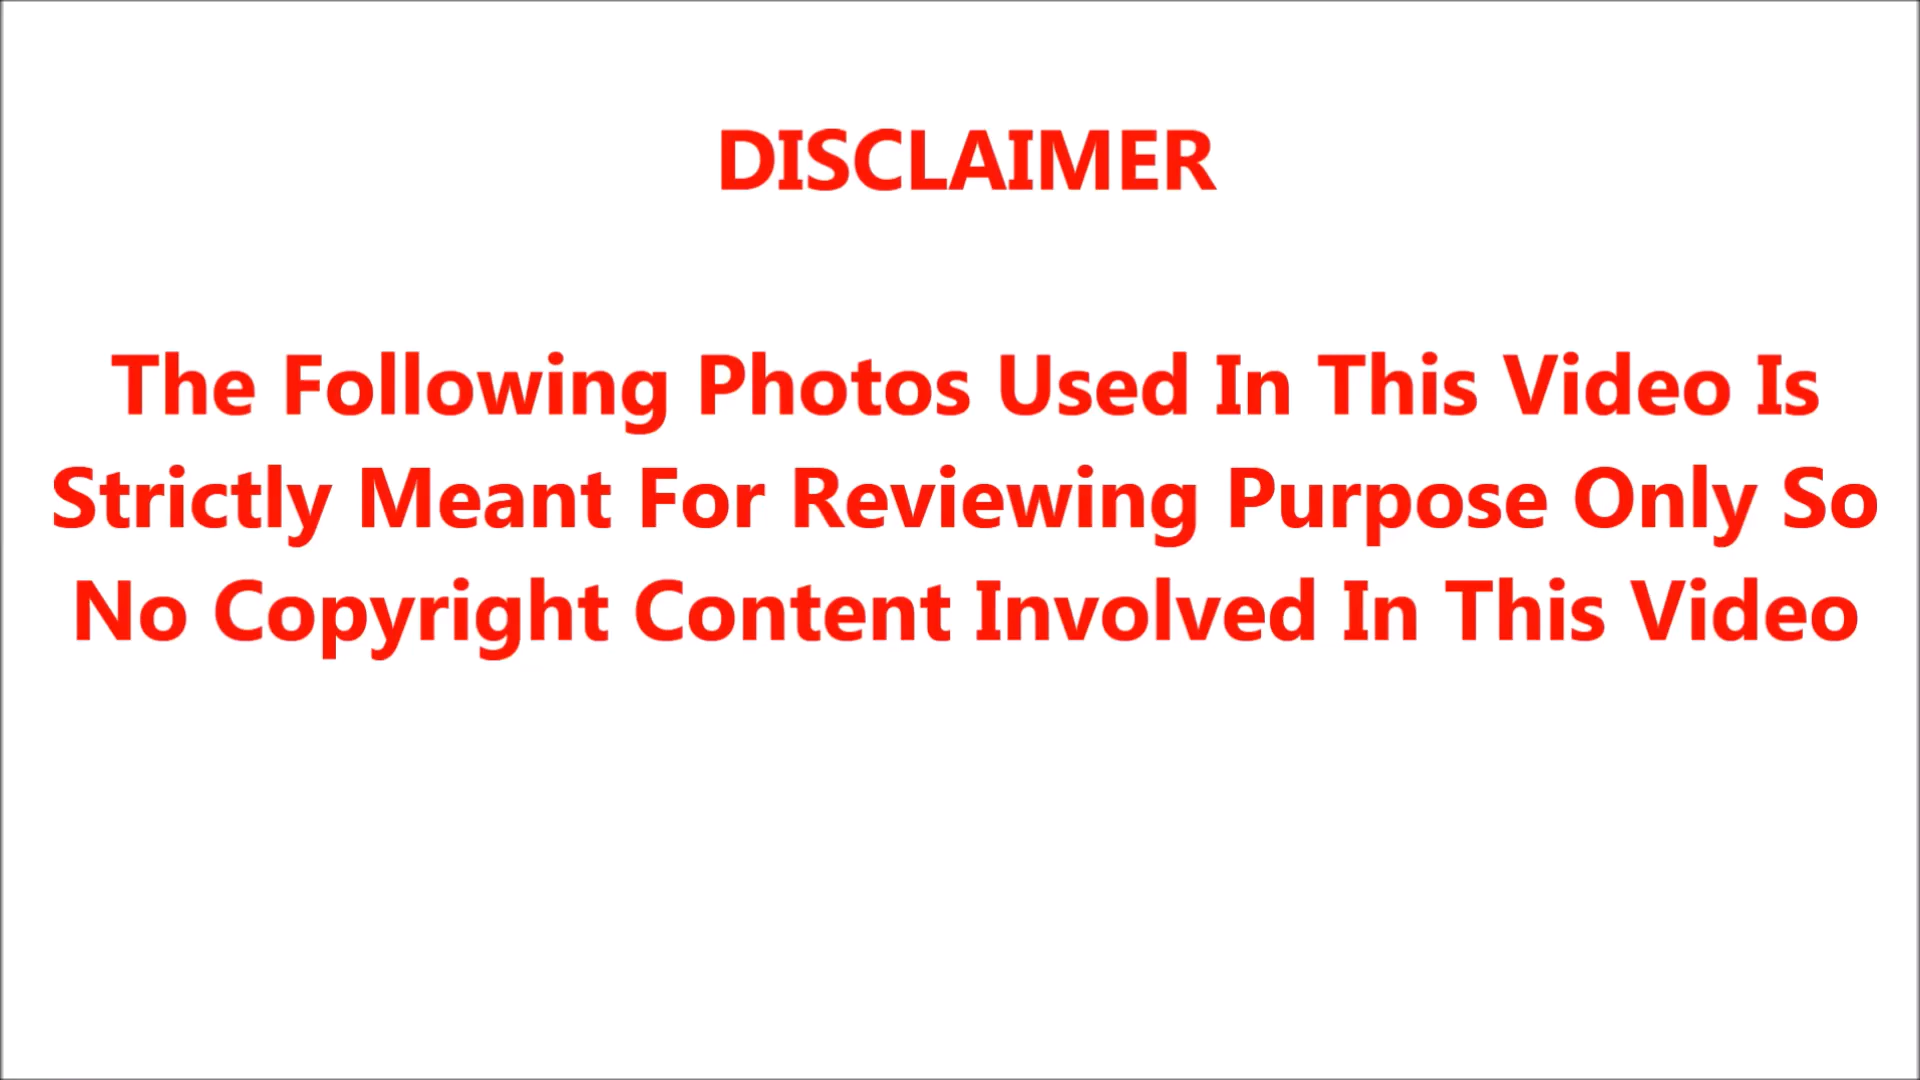 DISCLAIMER
The Following Photos Used In This Video Is
Strictly Meant For Reviewing Purpose Only So
No Copyright Content Involved In This Video